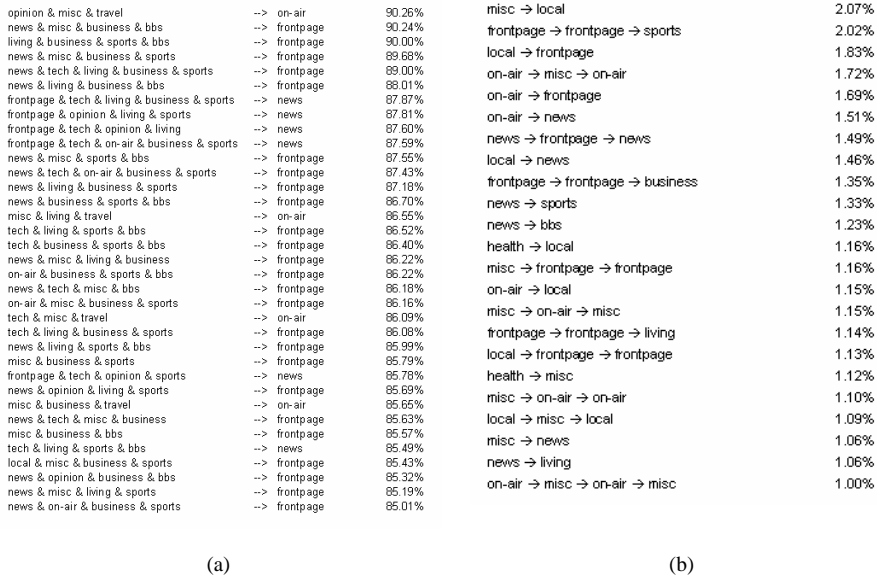 opinion & misc & travel --> on-air 90.26%
news & misc & business & bbs --> frontpage 90.24%
living & business & sports & bbs --> frontpage 90.00%
news & misc & business & sports --> frontpage 89.68%
news & tech & living & business & sports --> frontpage 89.00%
news & living & business & bbs --> frontpage 88.01%
frontpage & tech & living & business & sports --> news 87.87%
frontpage & opinion & living & sports --> news 87.81%
frontpage & tech & opinion & living --> news 87.60%
frontpage & tech & on-air & business & sports --> news 87.59%
news & misc & sports & bbs --> frontpage 87.55%
news & tech & on-air & business & sports --> frontpage 87.43%
news & living & business & sports --> frontpage 87.18%
news & business & sports & bbs --> frontpage 86.70%
misc & living & travel --> on-air 86.55%
tech & living & sports & bbs --> frontpage 86.52%
tech & business & sports & bbs --> frontpage 86.40%
news & misc & living & business --> frontpage 86.22%
on-air & business & sports & bbs --> frontpage 86.22%
news & tech & misc & bbs --> frontpage 86.18%
on-air & misc & business & sports --> frontpage 86.16%
tech & misc & travel --> on-air 86.09%
tech & living & business & sports --> frontpage 86.08%
news & living & sports & bbs --> frontpage 85.99%
misc & business & sports --> frontpage 85.79%
frontpage & tech & opinion & sports --> news 85.78%
news & opinion & living & sports --> frontpage 85.69%
misc & business & travel --> on-air 85.65%
news & tech & misc & business --> frontpage 85.63%
misc & business & bbs --> frontpage 85.57%
tech & living & sports & bbs --> news 85.49%
local & misc & business & sports --> frontpage 85.43%
news & opinion & business & bbs --> frontpage 85.32%
news & misc & living & sports --> frontpage 85.19%
news & on-air & business & sports --> frontpage 85.01%
(a)
misc → local 2.07%
frontpage → frontpage → sports 2.02%
local → frontpage 1.83%
on-air → misc → on-air 1.72%
on-air → frontpage 1.69%
on-air → news 1.51%
news → frontpage → news 1.49%
local → news 1.46%
frontpage → frontpage → business 1.35%
news → sports 1.33%
news → bbs 1.23%
health → local 1.16%
misc → frontpage → frontpage 1.16%
on-air → local 1.15%
misc → on-air → misc 1.15%
frontpage → frontpage → living 1.14%
local → frontpage → frontpage 1.13%
health → misc 1.12%
misc → on-air → on-air 1.10%
local → misc → local 1.09%
misc → news 1.06%
news → living 1.06%
on-air → misc → on-air → misc 1.00%
(b)